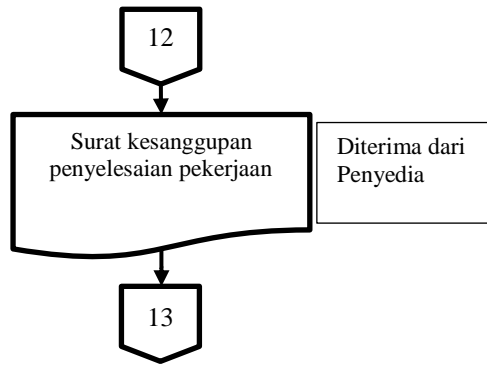 12
Surat kesanggupan
penyelesaian pekerjaan
Diterima dari
Penyedia
13